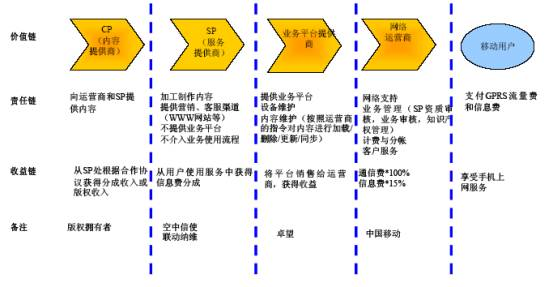 价值链
CP
（内容
提供商）
SP
（服务
提供商）
业务平台提供
商
网络
运营商
移动用户
责任链
向运营商和SP提
供内容
加工制作内容
提供营销、客服渠道
（WWW网站等）
不提供业务平台
不介入业务使用流程
提供业务平台
设备维护
内容维护（按照运营商
的指令对内容进行加载/
删除/更新/同步）
网络支持
业务管理（SP资质审
核，业务审核，知识产
权管理）
计费与分帐
客户服务
支付GPRS流量费
和信息费
收益链
从SP处根据合作协
议获得分成收入或
版权收入
从用户使用服务中获得
信息费分成
将平台销售给运营
商，获得收益
通信费*100%
信息费*15%
享受手机上
网服务
备注
版权拥有者
空中信使
联动纳维
卓望
中国移动